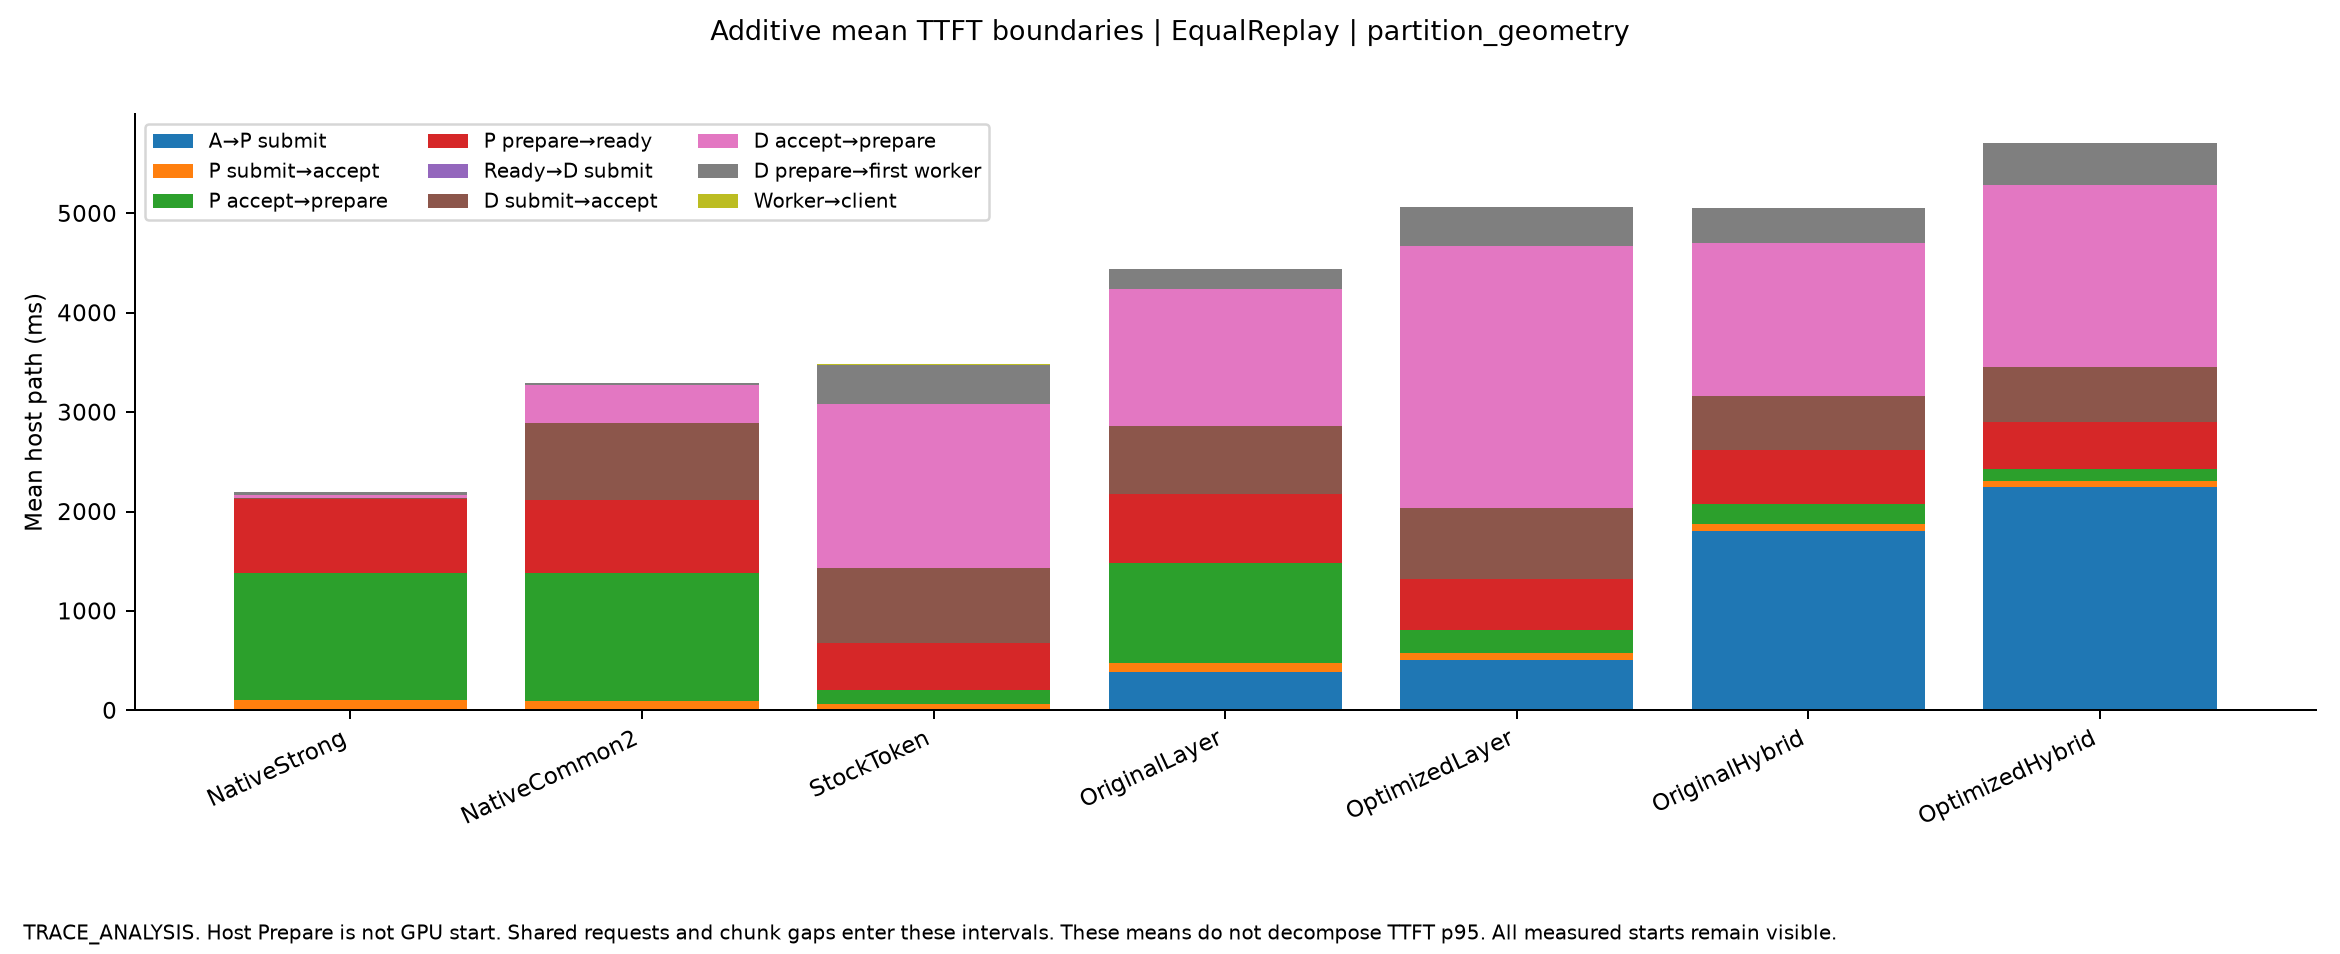 Additive mean TTFT boundaries | EqualReplay | partition_geometry
A→P submit
P submit→accept
P accept→prepare
P prepare→ready
Ready→D submit
D submit→accept
D accept→prepare
D prepare→first worker
Worker→client
Mean host path (ms)
5000
4000
3000
2000
1000
0
NativeStrong
NativeCommon2
StockToken
OriginalLayer
OptimizedLayer
OriginalHybrid
OptimizedHybrid
TRACE_ANALYSIS. Host Prepare is not GPU start. Shared requests and chunk gaps enter these intervals. These means do not decompose TTFT p95. All measured starts remain visible.